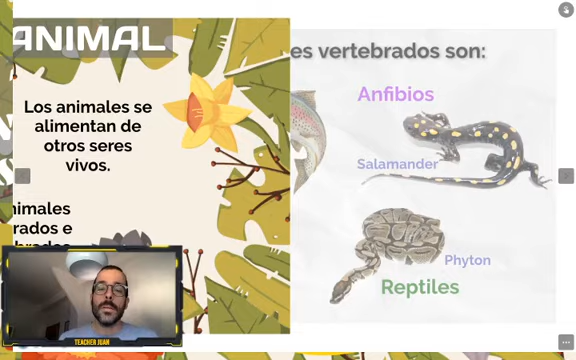 ANIMAL
Los animales se
alimentan de
otros seres
vivos.
nimales
rados e
es vertebrados son:
Anfibios
Salamander
Phyton
Reptiles
TEACHER JUAN